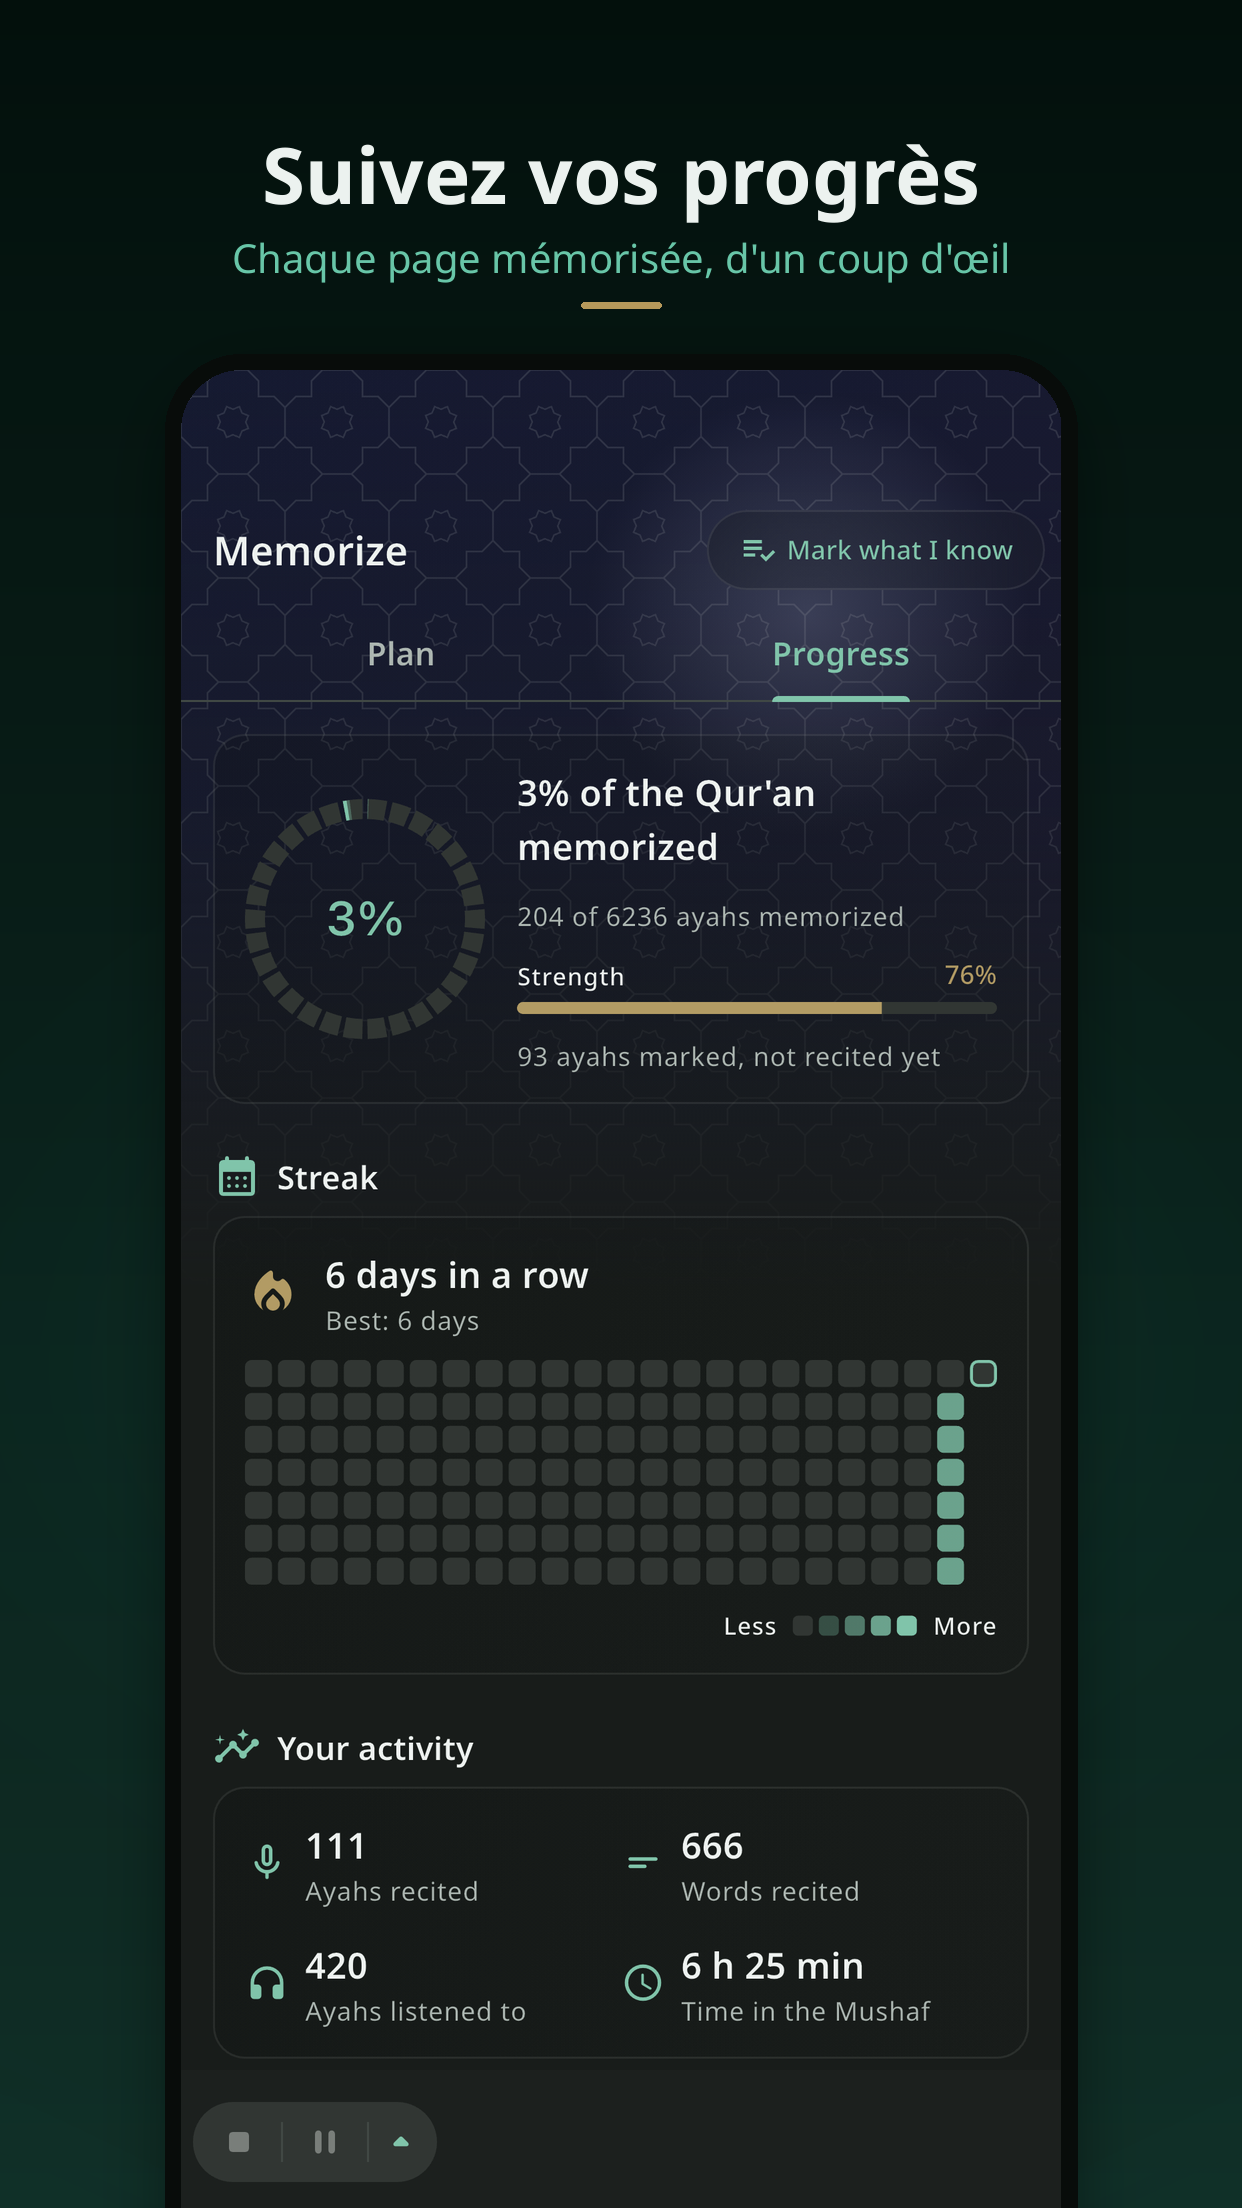 Suivez vos progrès
Chaque page mémorisée, d'un coup d'œil
Memorize
Mark what I know
Plan
Progress
3%
3% of the Qur'an
memorized
204 of 6236 ayahs memorized
Strength
76%
93 ayahs marked, not recited yet
Streak
6 days in a row
Best: 6 days
Less
More
Your activity
111
Ayahs recited
666
Words recited
420
Ayahs listened to
6 h 25 min
Time in the Mushaf